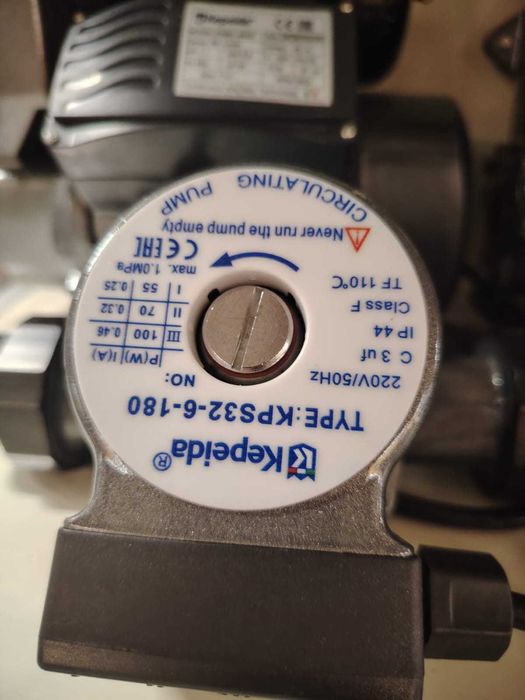 Kepeida®
TYPE:KPS32-6-180
220V/50Hz
C 3 uf
IP 44
Class F
TF 110°C
NO:
P(W) I(A)
III 100 0.46
II 70 0.32
I 55 0.25
max. 1.0MPa
CE EAC
Never run the pump empty
CIRCULATING PUMP